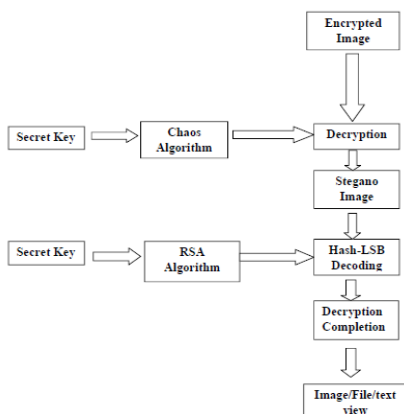 Encrypted
Image
Secret Key
Chaos
Algorithm
Decryption
Stegano
Image
Secret Key
RSA
Algorithm
Hash-LSB
Decoding
Decryption
Completion
Image/File/text
view